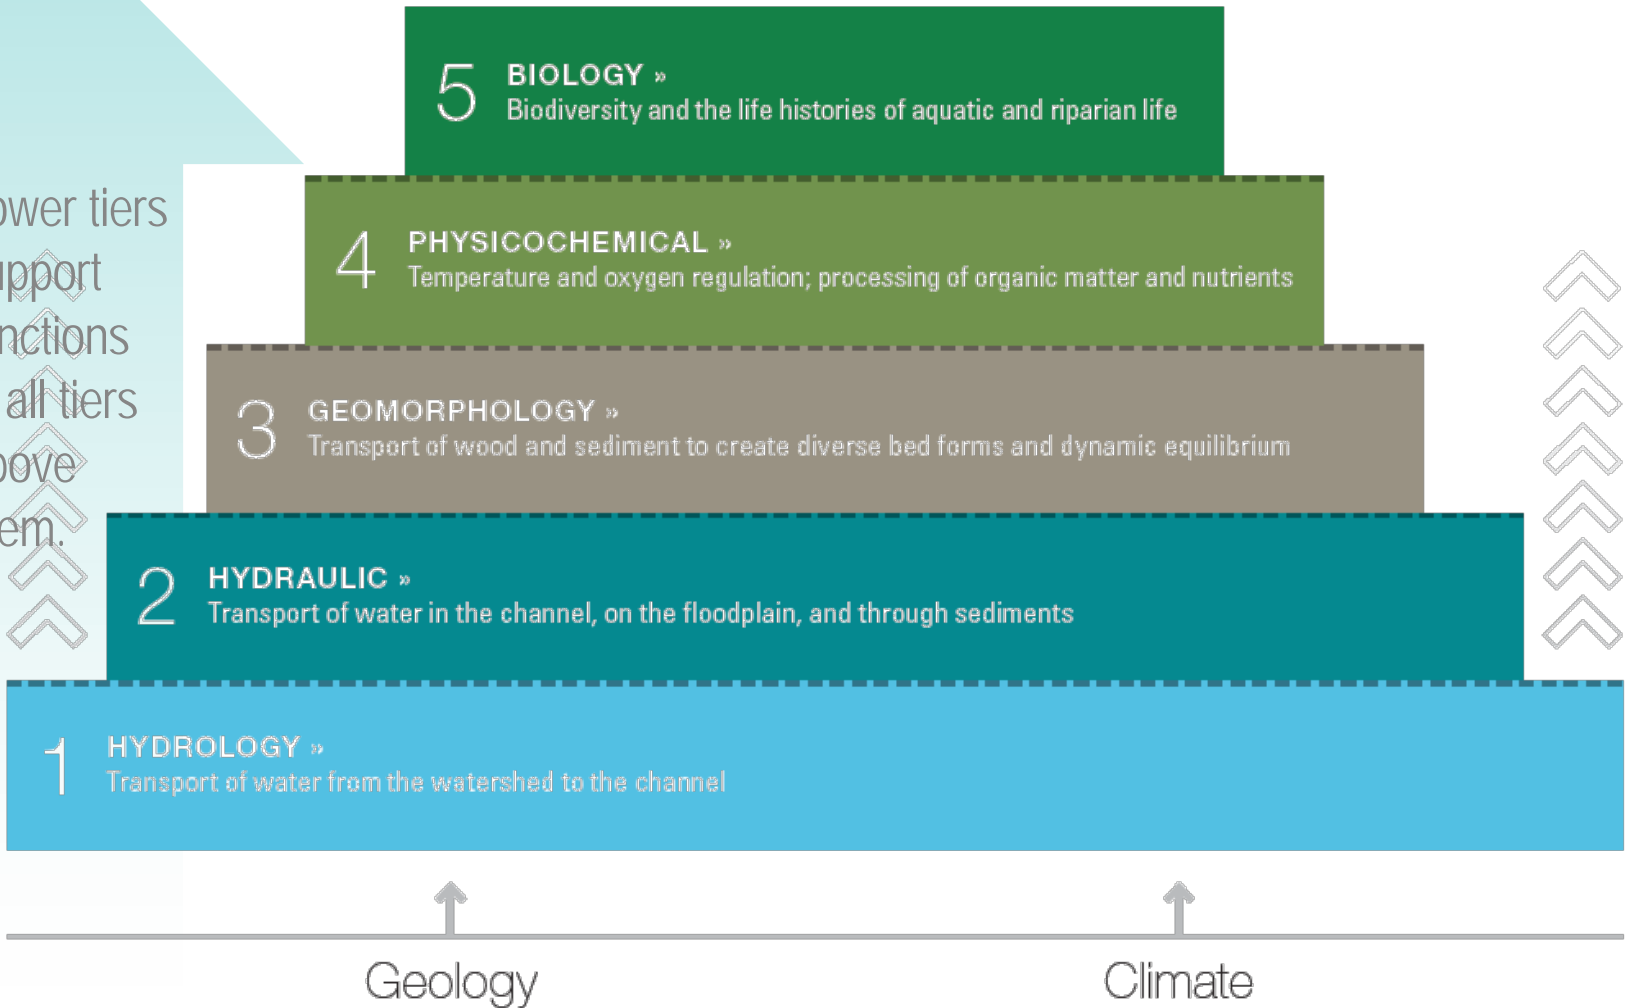 5
BIOLOGY »
Biodiversity and the life histories of aquatic and riparian life
4
PHYSICOCHEMICAL »
Temperature and oxygen regulation; processing of organic matter and nutrients
3
GEOMORPHOLOGY »
Transport of wood and sediment to create diverse bed forms and dynamic equilibrium
2
HYDRAULIC »
Transport of water in the channel, on the floodplain, and through sediments
1
HYDROLOGY »
Transport of water from the watershed to the channel
tiers
all tiers
Geology
Climate